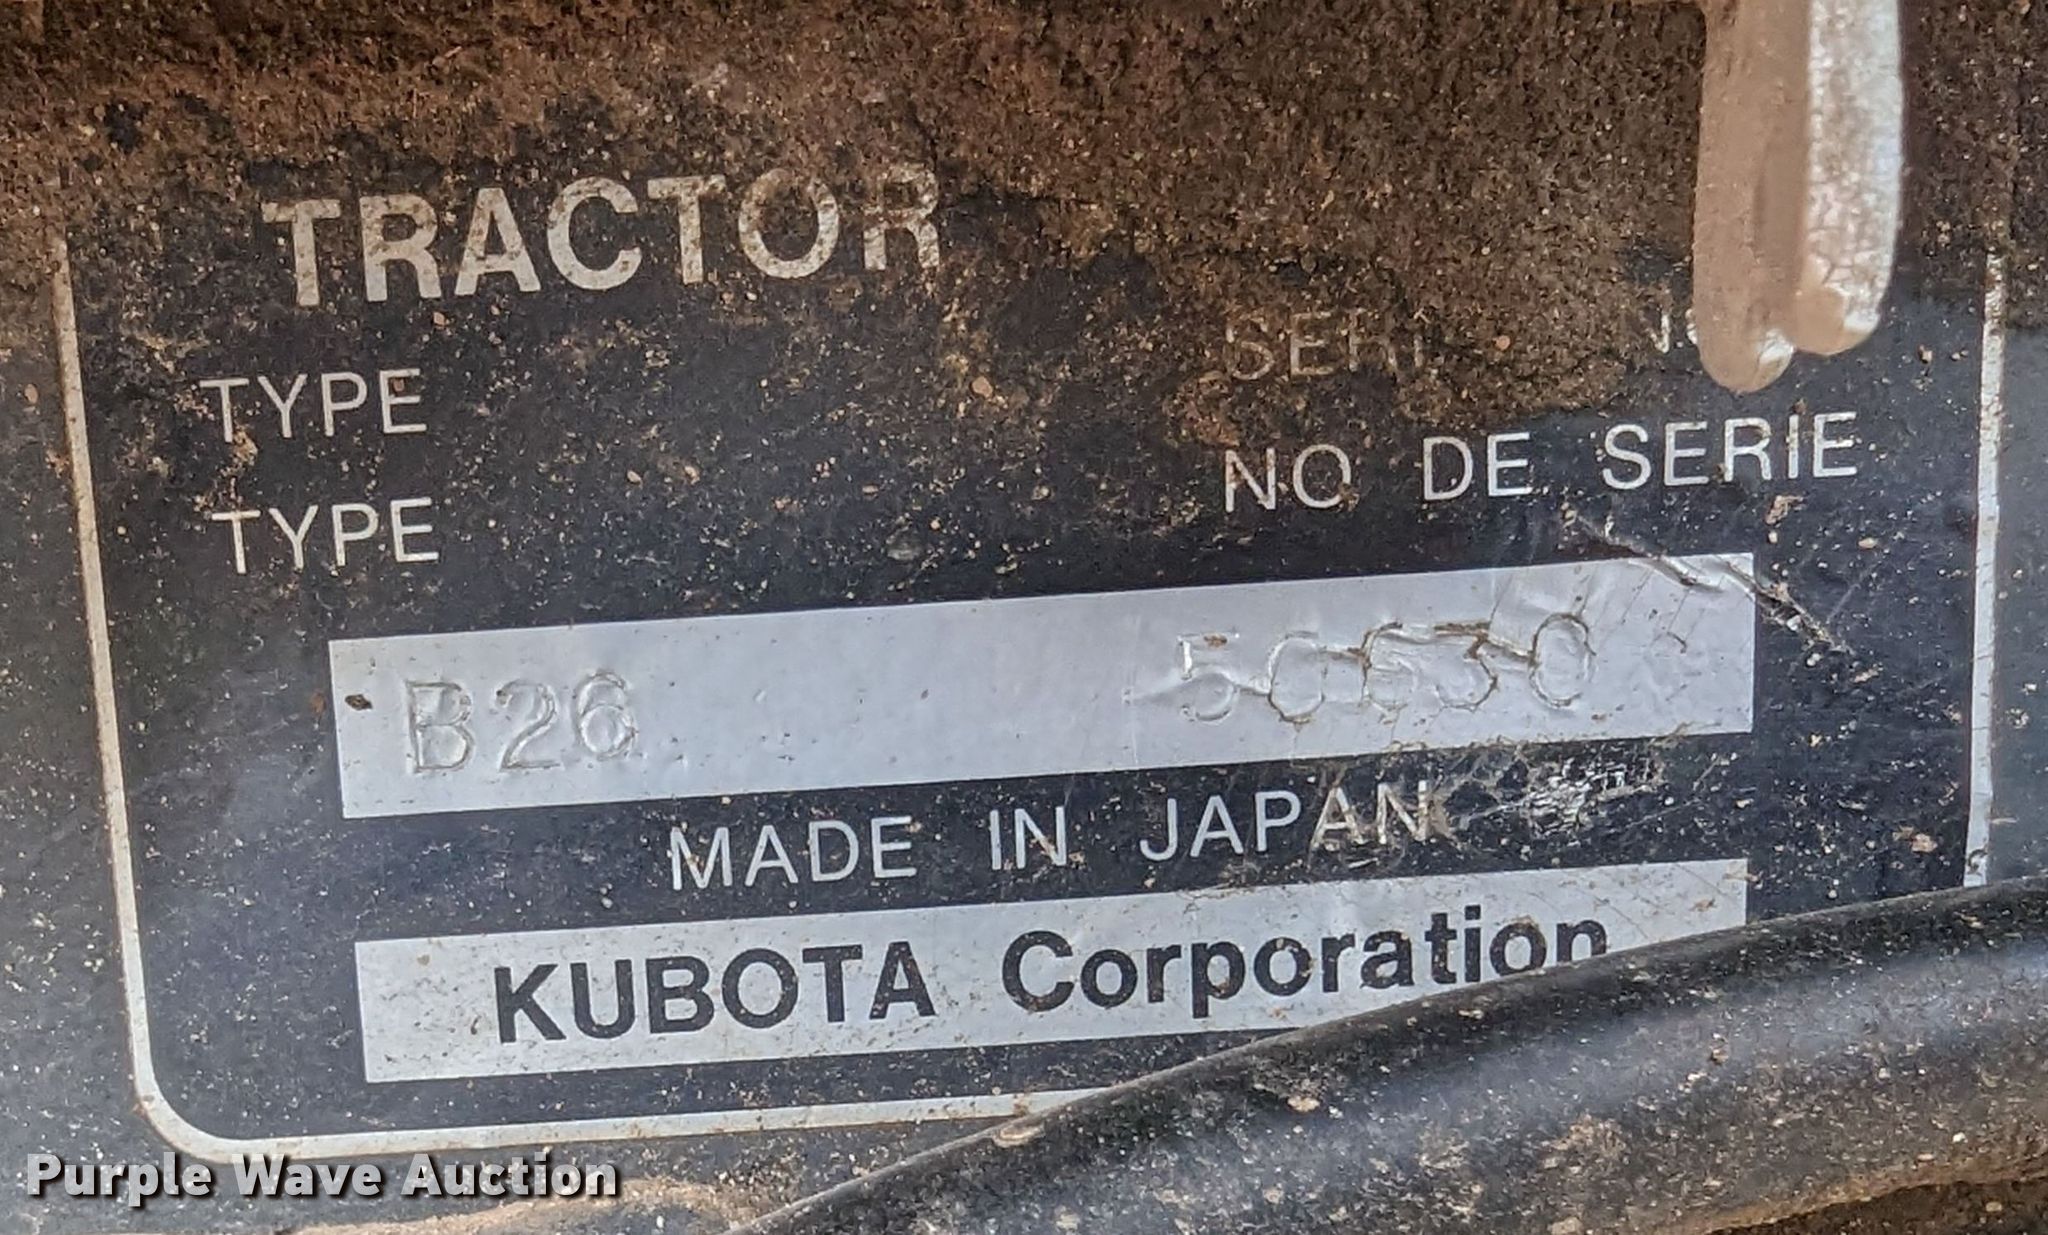 TRACTOR
TYPE
TYPE
NO DE SERIE
B26
MADE IN JAPAN
KUBOTA Corporation
Purple Wave Auction